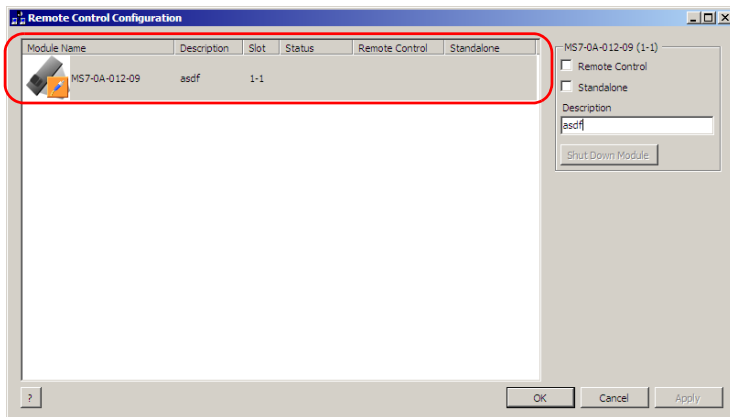 Remote Control Configuration
Module Name Description Slot Status Remote Control Standalone
MS7-0A-012-09 asdf 1-1
MS7-0A-012-09 (1-1)
Remote Control
Standalone
Description
asdf
Shut Down Module
? OK Cancel Apply